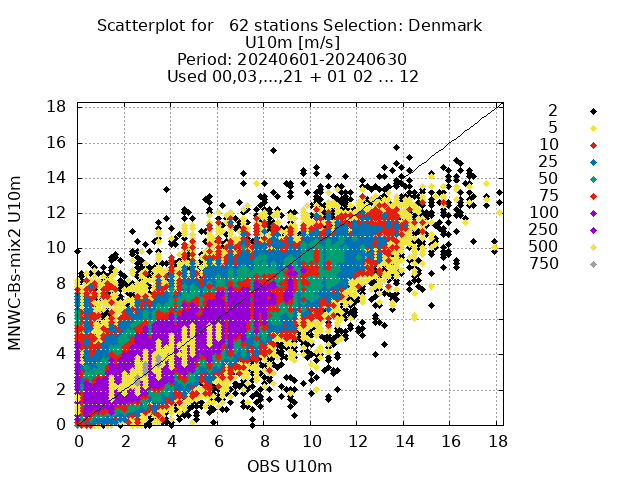 Scatterplot for   62 stations Selection: Denmark
U10m [m/s]
Period: 20240601-20240630
Used 00,03,...,21 + 01 02 ... 12
18
16
14
12
10
8
6
4
2
0
MNWC-Bs-mix2 U10m
0 2 4 6 8 10 12 14 16 18
OBS U10m
2
5
10
25
50
75
100
250
500
750